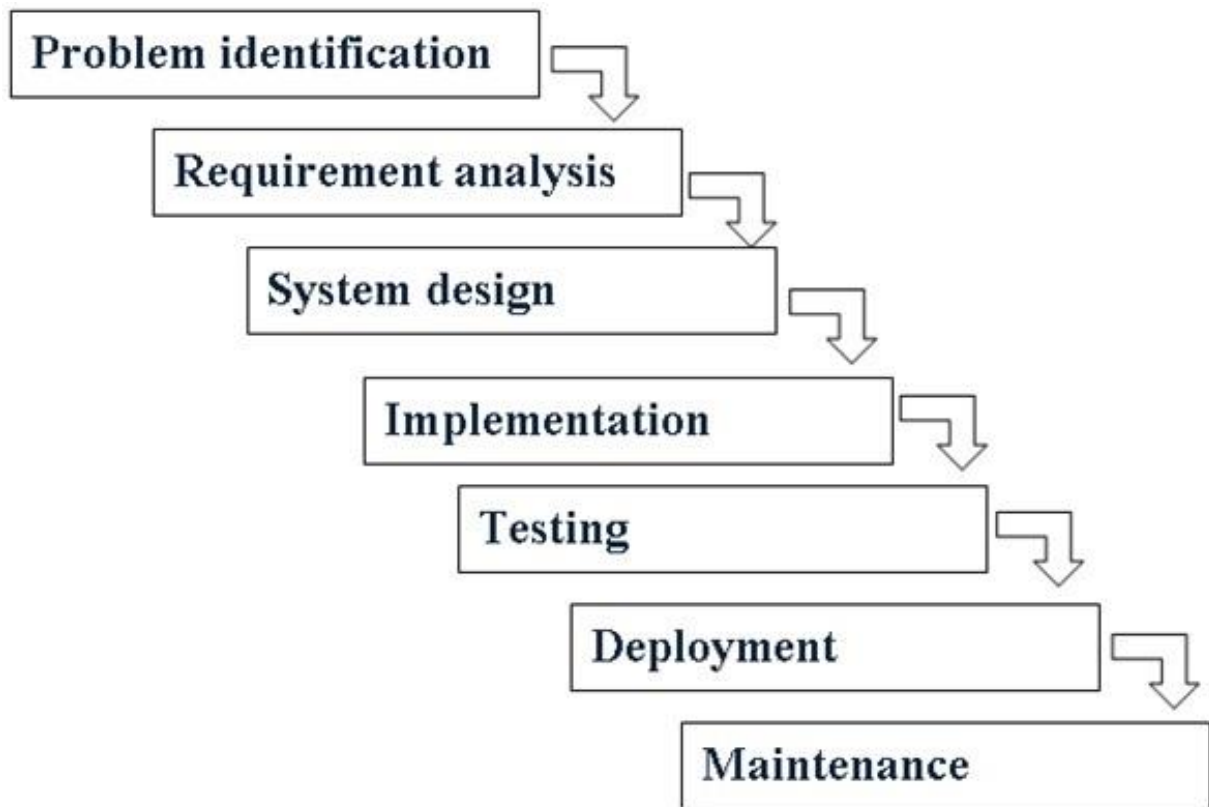 Problem identification
Requirement analysis
System design
Implementation
Testing
Deployment
Maintenance